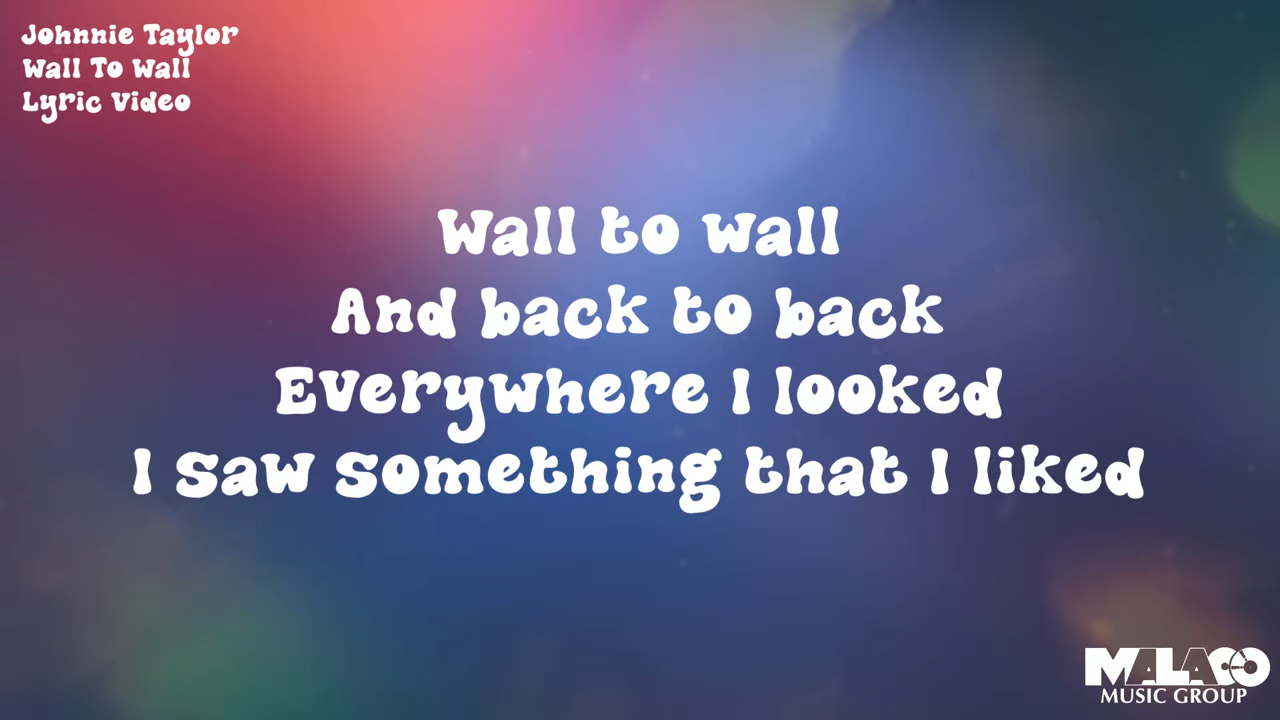 Johnnie Taylor
Wall To Wall
Lyric Video
Wall to wall
And back to back
Everywhere I looked
I saw something that I liked
MALACO
MUSIC GROUP